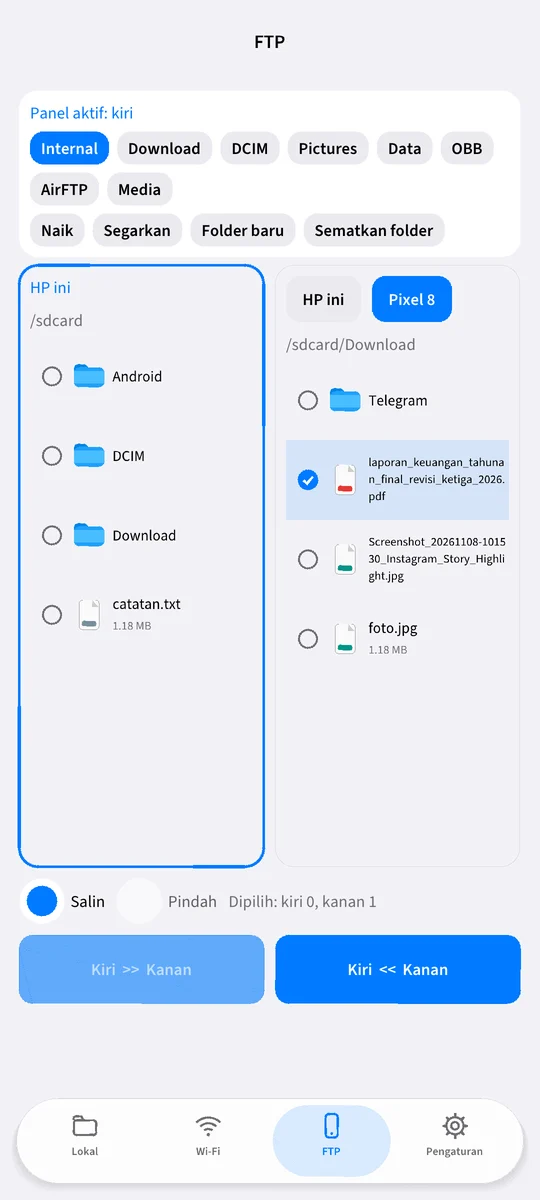 FTP
Panel aktif: kiri
Internal Download DCIM Pictures Data OBB
AirFTP Media
Naik Segarkan Folder baru Sematkan folder
HP ini
/sdcard
Android
DCIM
Download
catatan.txt
1.18 MB
HP ini Pixel 8
/sdcard/Download
Telegram
laporan_keuangan_tahuna
n_final_revisi_ketiga_2026.
pdf
Screenshot_20261108-1015
30_Instagram_Story_Highli
ght.jpg
foto.jpg
1.18 MB
Salin Pindah Dipilih: kiri 0, kanan 1
Kiri >> Kanan Kiri << Kanan
Lokal Wi-Fi FTP Pengaturan